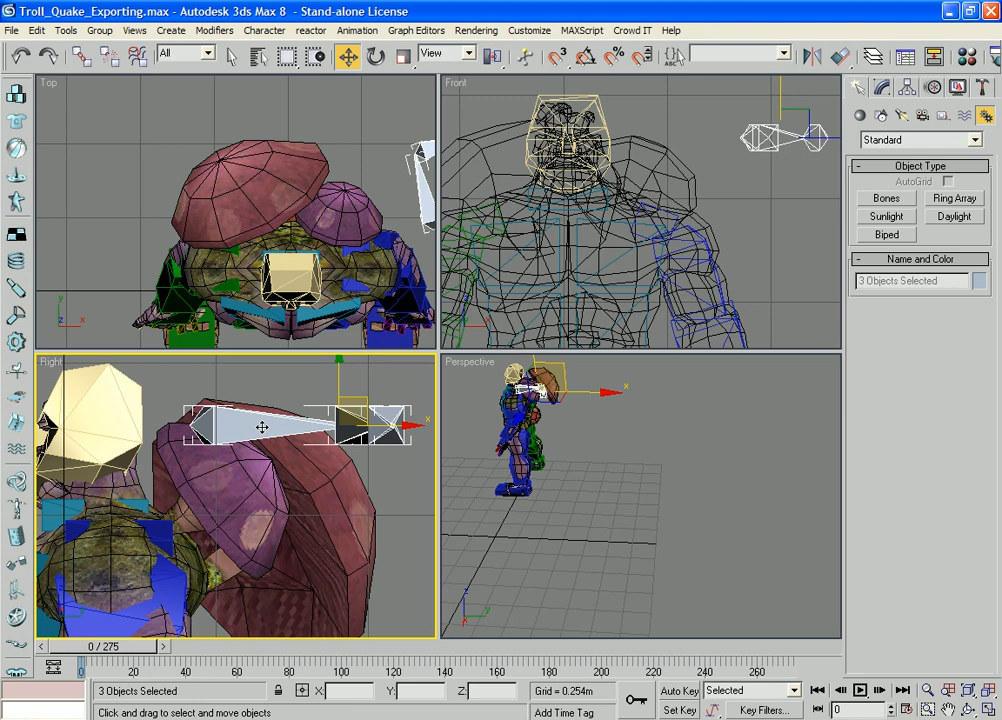 Troll_Quake_Exporting.max - Autodesk 3ds Max 8 - Stand-alone License
File Edit Tools Group Views Create Modifiers Character reactor Animation Graph Editors Rendering Customize MAXScript Crowd IT Help
All View
Top
Front
y
x
Standard
- Object Type
AutoGrid
Bones Ring Array
Sunlight Daylight
Biped
- Name and Color
3 Objects Selected
Right
Perspective
x
x
z
y
< 0 / 275 >
0 20 40 60 80 100 120 140 160 180 200 220 240 260
3 Objects Selected X: Y: Z: Grid = 0.254m Auto Key Selected
Click and drag to select and move objects Add Time Tag Set Key Key Filters... 0